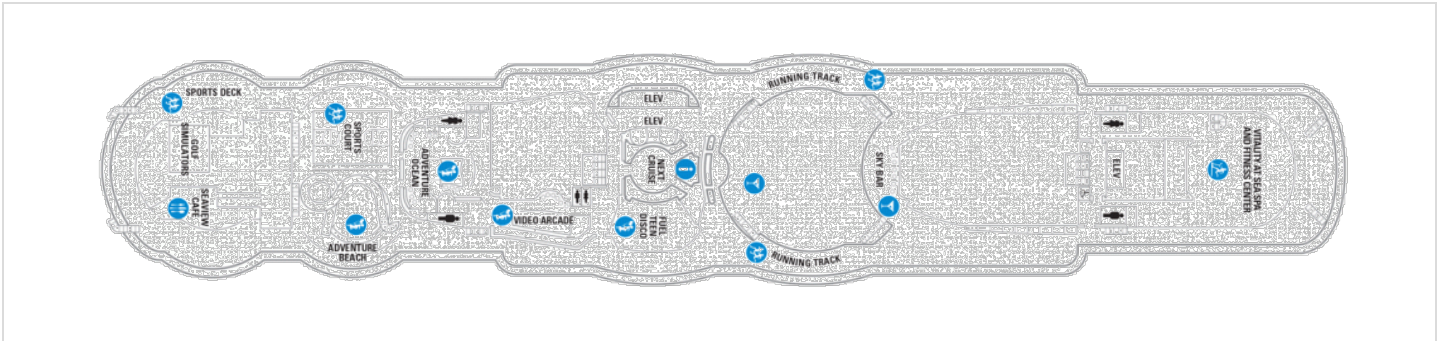 SPORTS DECK
GOLF
SIMULATORS
SEAVIEW
CAFE
SPORTS
COURT
ADVENTURE
BEACH
ADVENTURE
OCEAN
VIDEO ARCADE
ELEV
ELEV
NEXT
CRUISE
FUEL
TEEN
DISCO
RUNNING TRACK
SKY BAR
RUNNING TRACK
ELEV
VITALITY AT SEA SPA
AND FITNESS CENTER